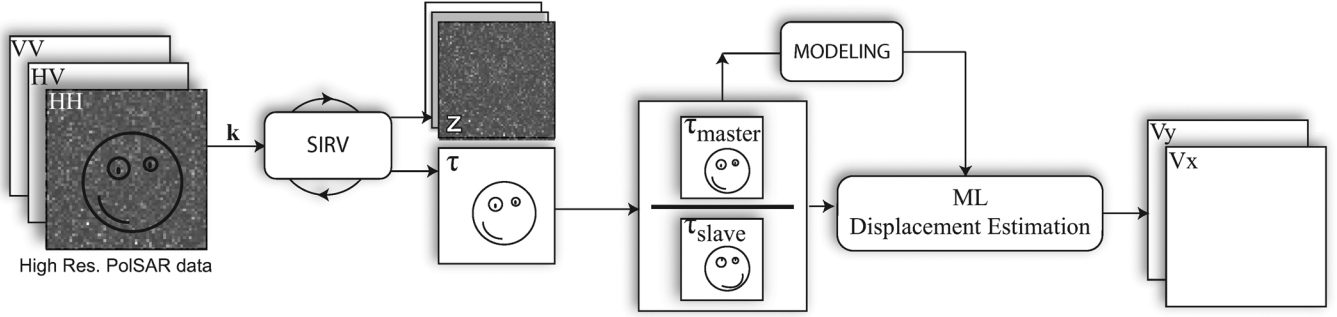 VV
HV
HH
High Res. PolSAR data
k
SIRV
z
τ
τmaster
τslave
MODELING
ML
Displacement Estimation
Vy
Vx